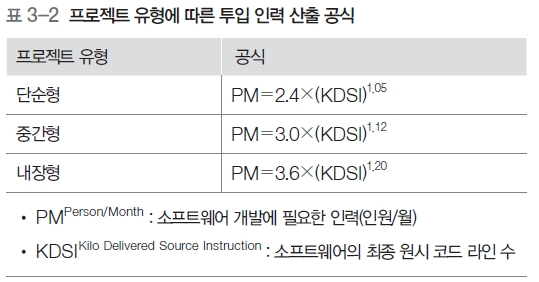 표 3-2 프로젝트 유형에 따른 투입 인력 산출 공식
프로젝트 유형 공식
단순형 PM=2.4×(KDSI)^1.05
중간형 PM=3.0×(KDSI)^1.12
내장형 PM=3.6×(KDSI)^1.20
• PM^Person/Month : 소프트웨어 개발에 필요한 인력(인원/월)
• KDSI^Kilo Delivered Source Instruction : 소프트웨어의 최종 원시 코드 라인 수